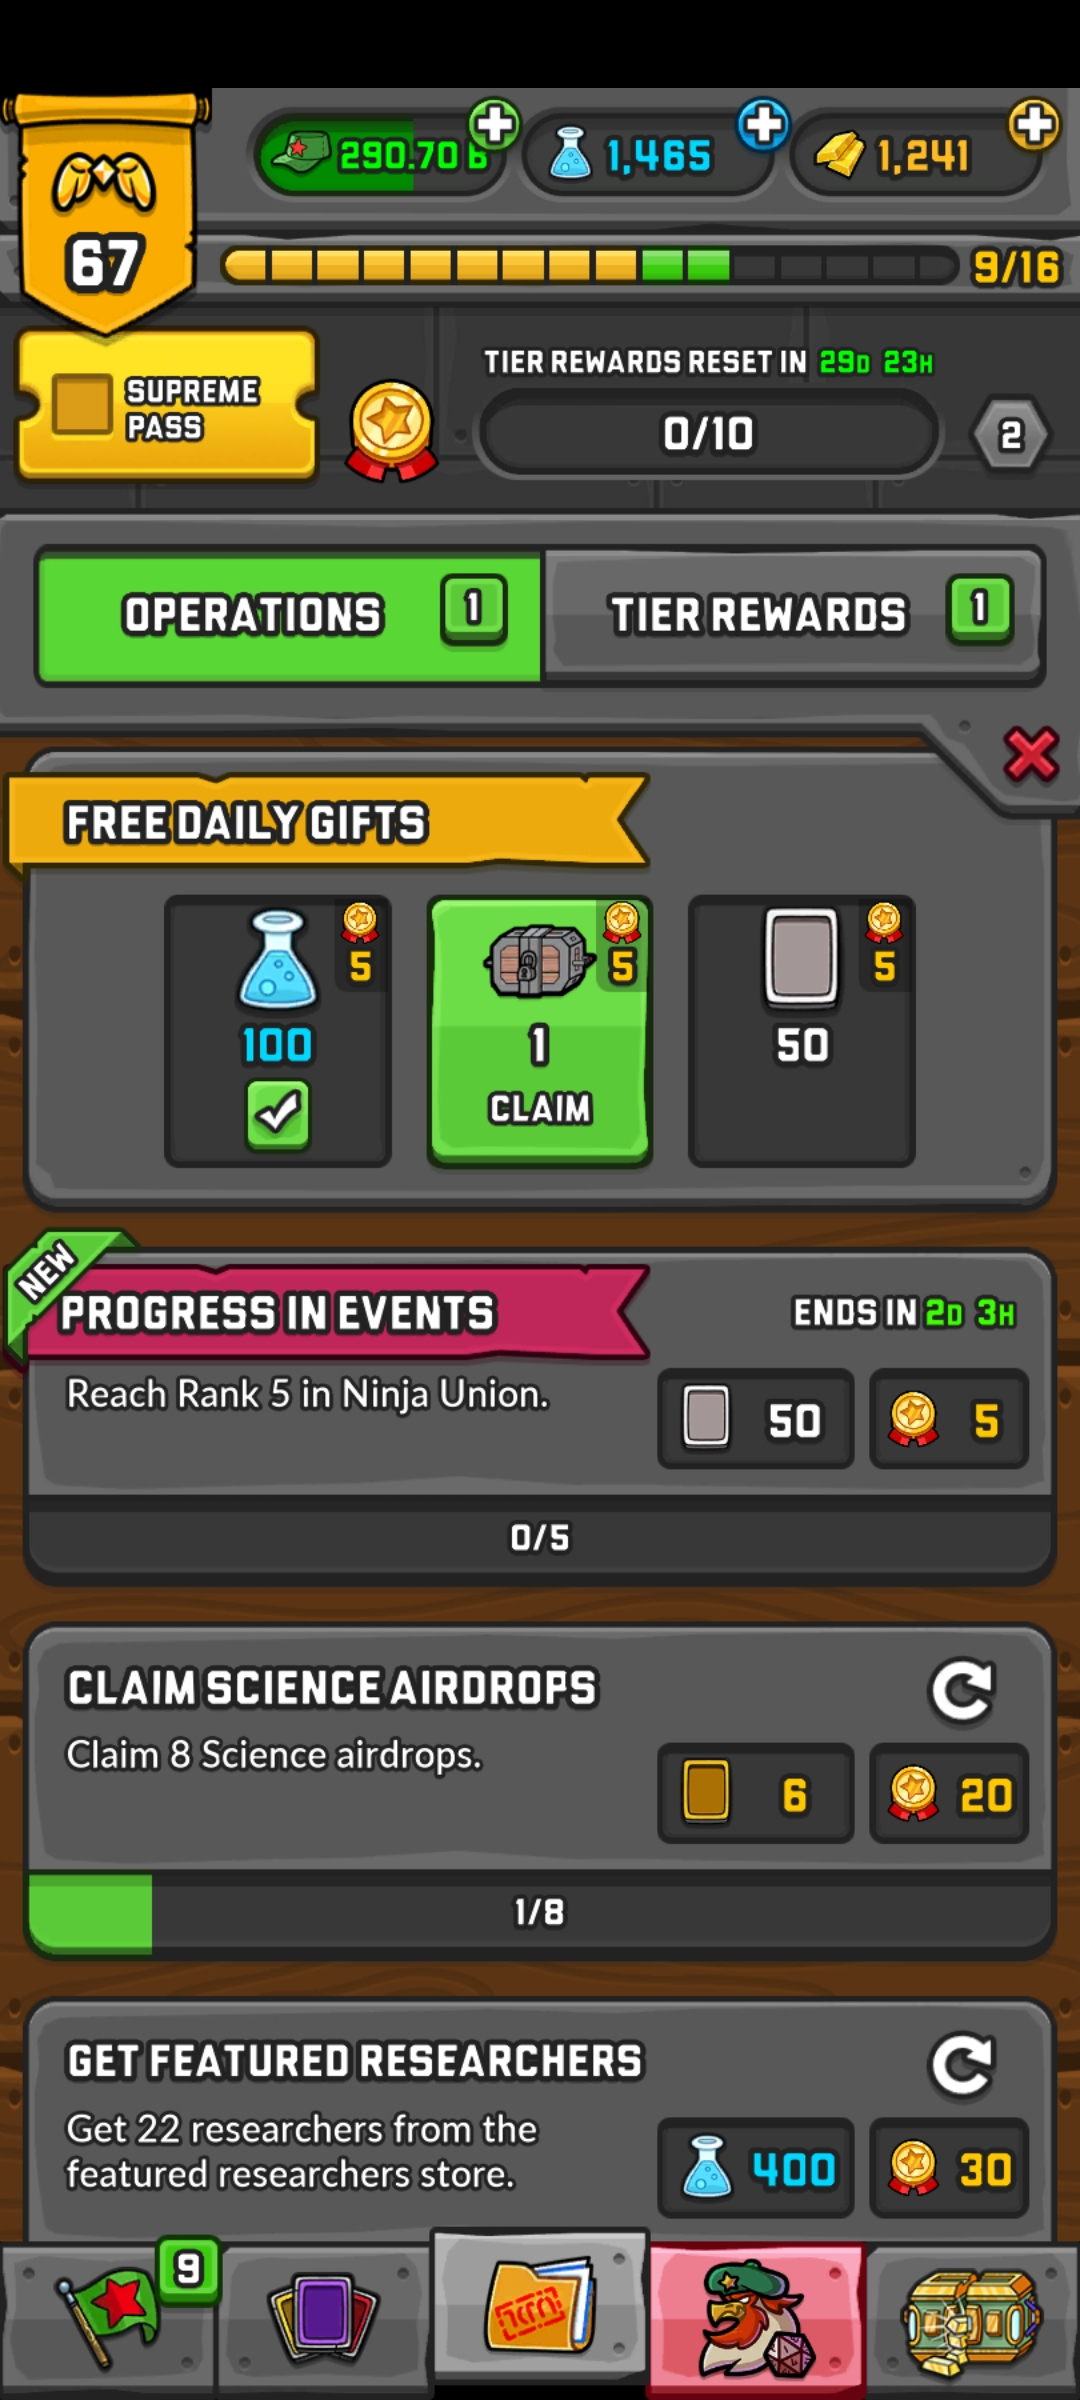 290.70 B
1,465
1,241
67
9/16
SUPREME
PASS
TIER REWARDS RESET IN 29D 23H
0/10
2
OPERATIONS 1
TIER REWARDS 1
FREE DAILY GIFTS
5
5
5
100
1
50
CLAIM
NEW
PROGRESS IN EVENTS
ENDS IN 2D 3H
Reach Rank 5 in Ninja Union.
50
5
0/5
CLAIM SCIENCE AIRDROPS
Claim 8 Science airdrops.
6
20
1/8
GET FEATURED RESEARCHERS
Get 22 researchers from the
featured researchers store.
400
30
9